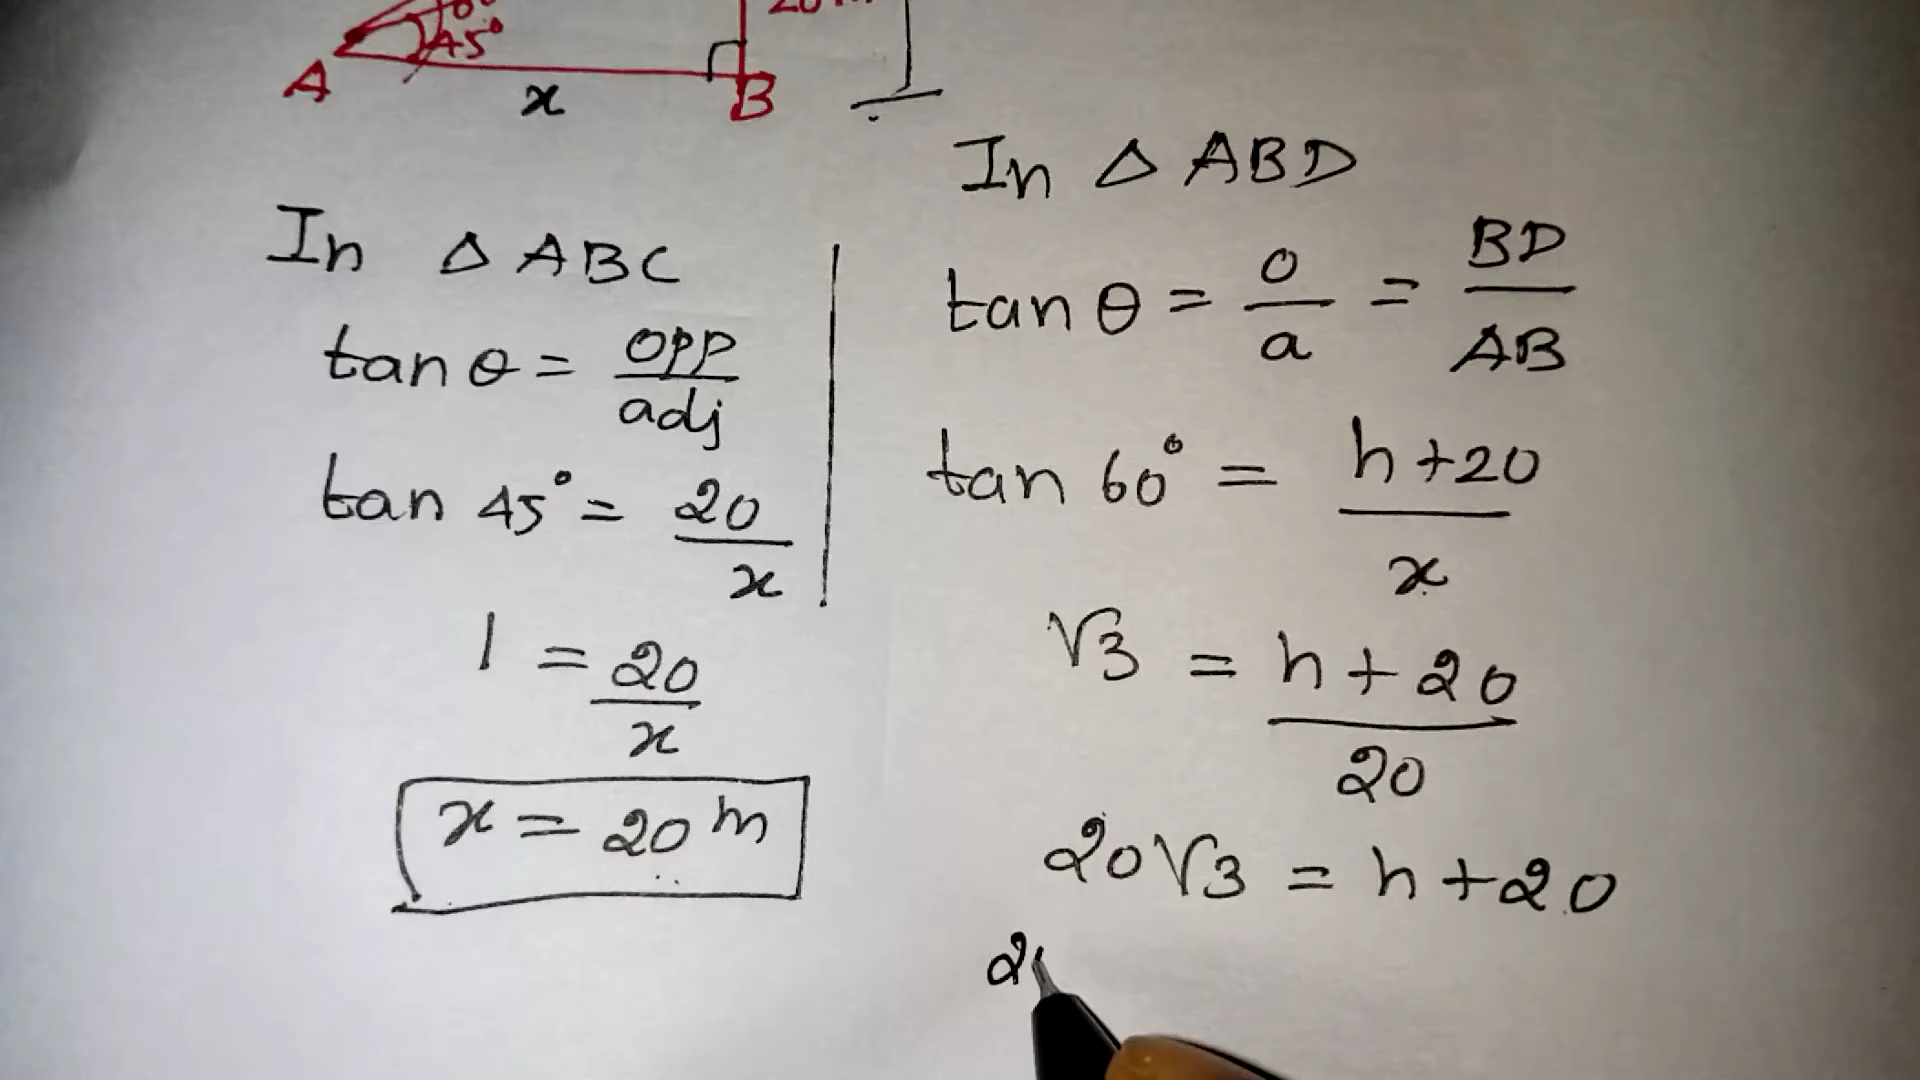 45°
A
x
B
In △ ABC
tan θ = opp/adj
tan 45° = 20/x
1 = 20/x
x = 20 m
In △ ABD
tan θ = o/a = BD/AB
tan 60° = h+20/x
√3 = h+20/20
20√3 = h+20